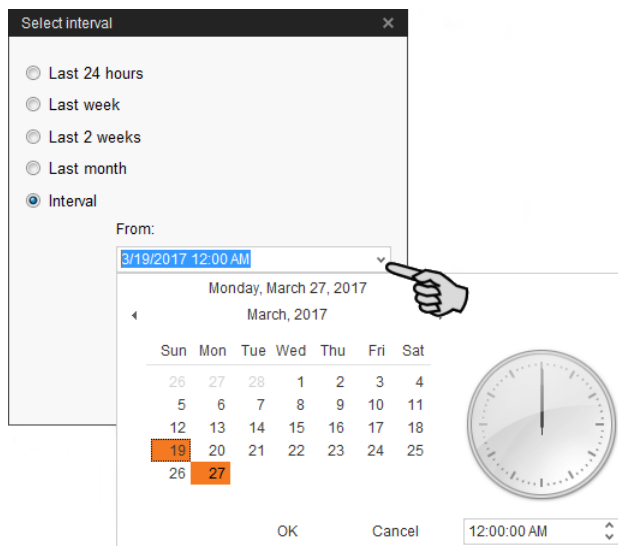 Select interval
Last 24 hours
Last week
Last 2 weeks
Last month
Interval
From:
3/19/2017 12:00 AM
Monday, March 27, 2017
March, 2017
Sun Mon Tue Wed Thu Fri Sat
26 27 28 1 2 3 4
5 6 7 8 9 10 11
12 13 14 15 16 17 18
19 20 21 22 23 24 25
26 27
OK Cancel 12:00:00 AM